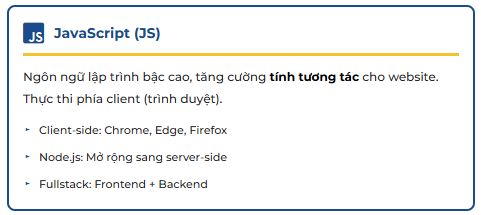 JS
JavaScript (JS)
Ngôn ngữ lập trình bậc cao, tăng cường tính tương tác cho website.
Thực thi phía client (trình duyệt).
Client-side: Chrome, Edge, Firefox
Node.js: Mở rộng sang server-side
Fullstack: Frontend + Backend